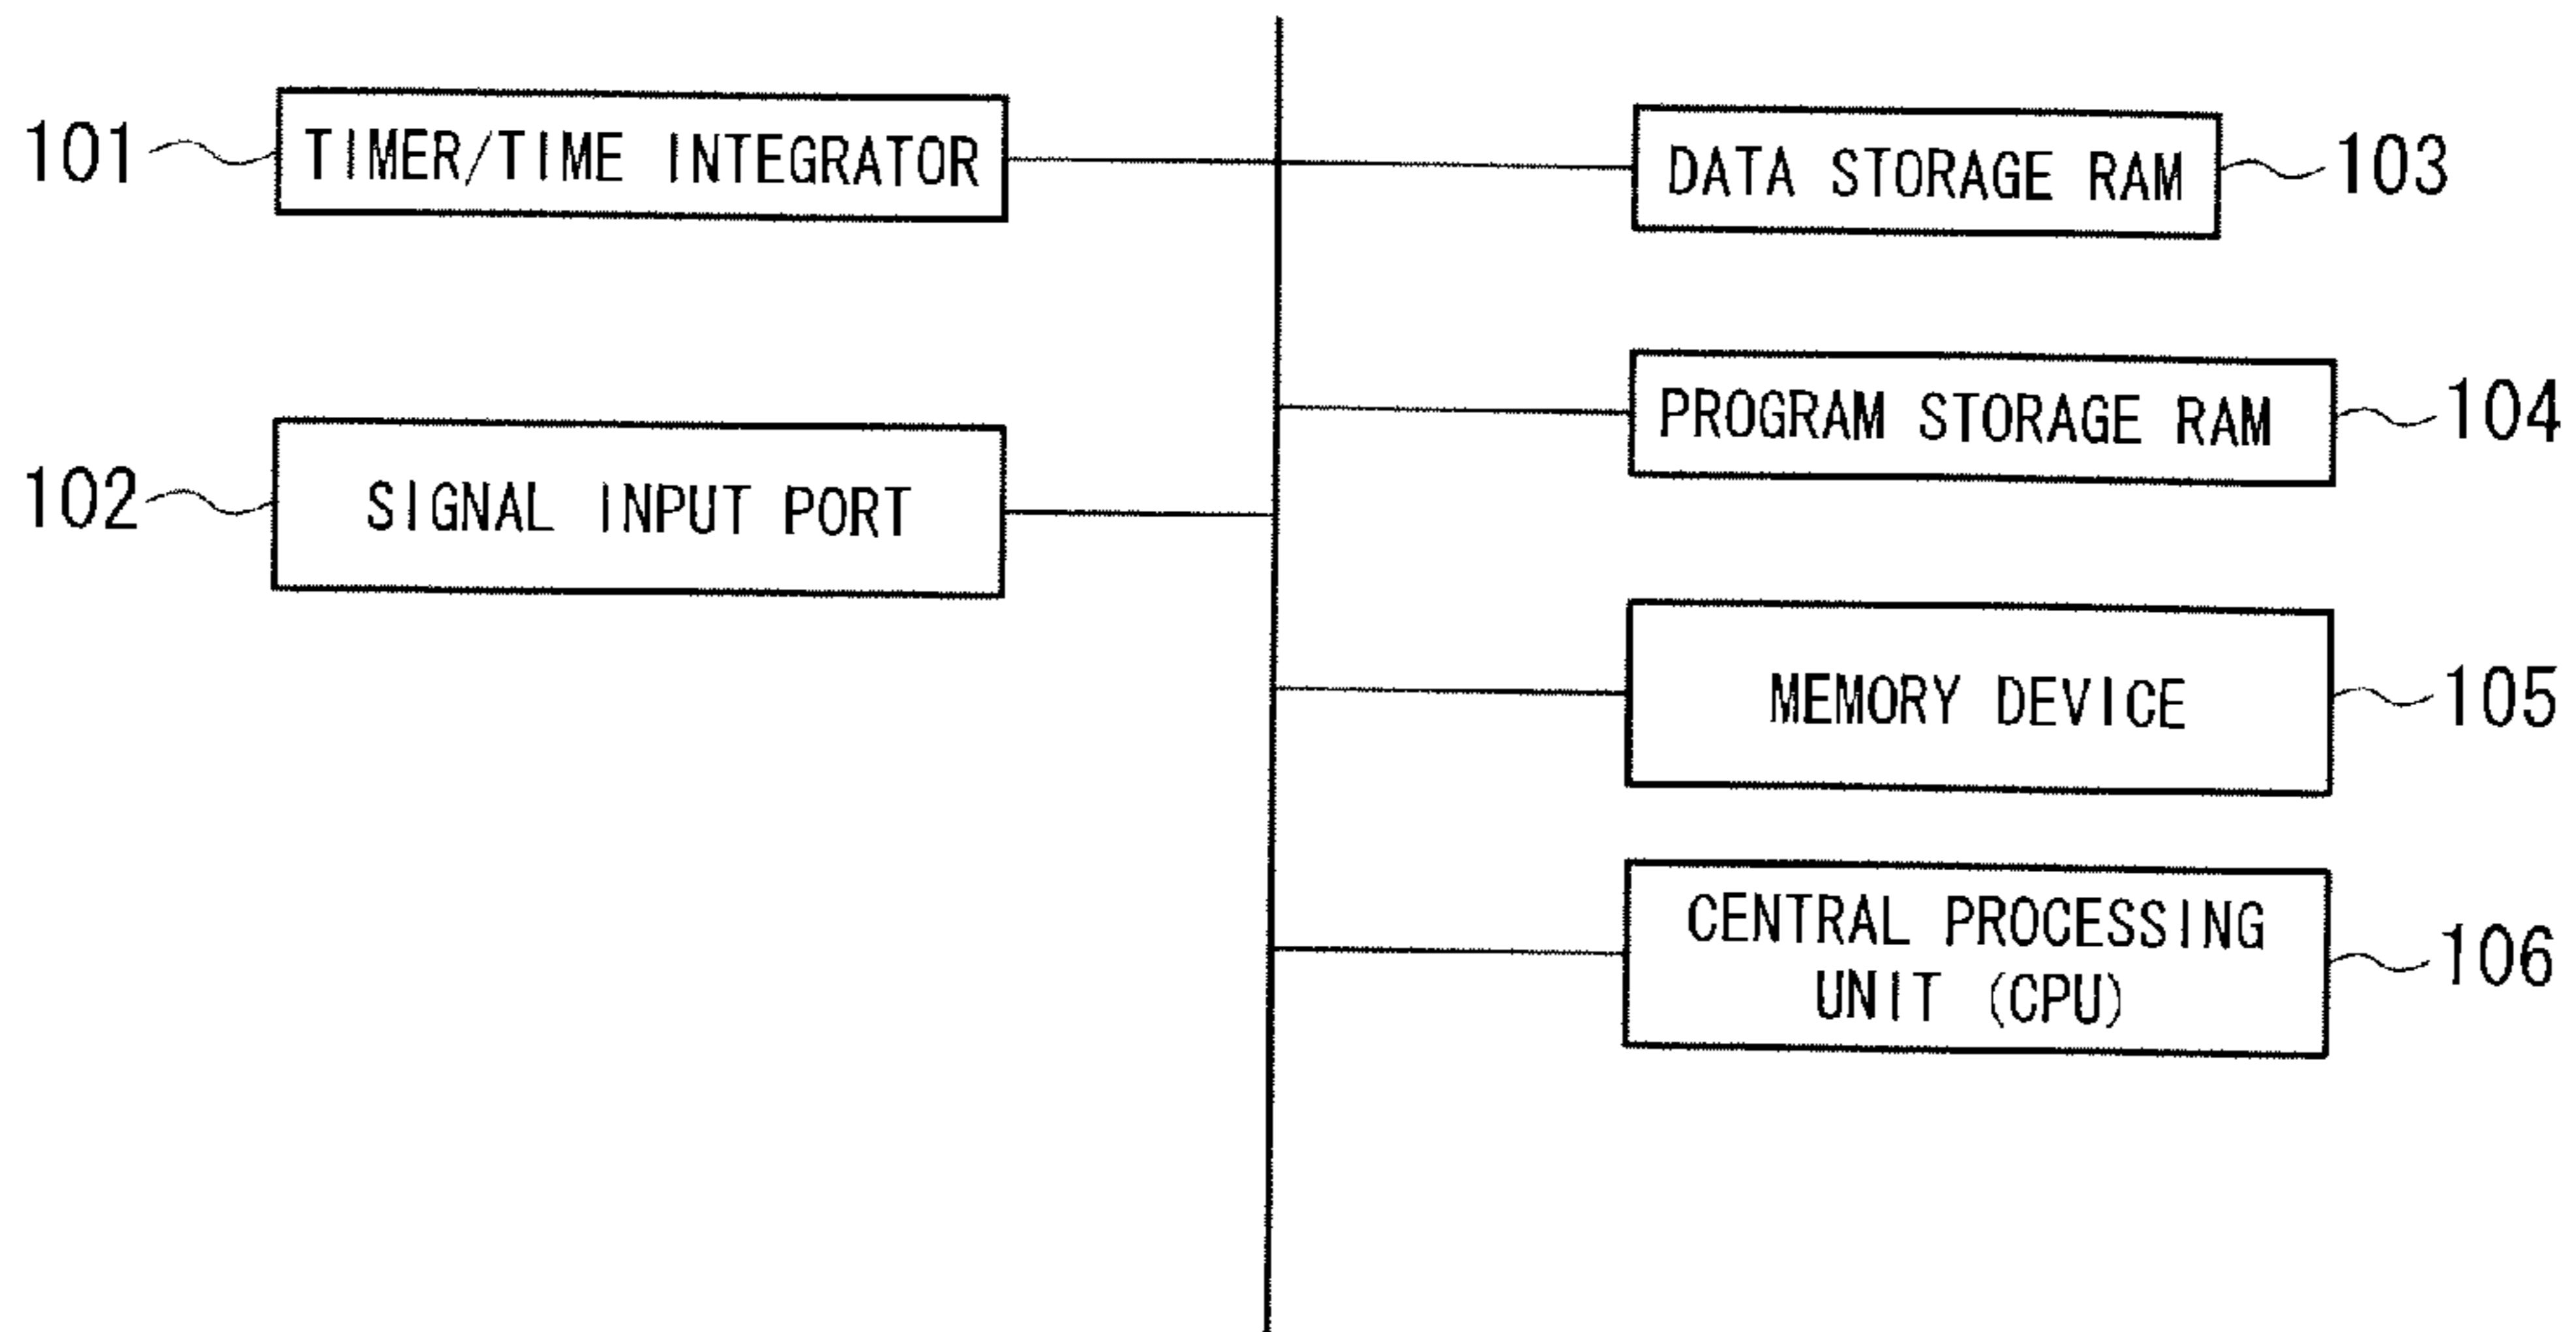 101
TIMER/TIME INTEGRATOR
102
SIGNAL INPUT PORT
DATA STORAGE RAM
103
PROGRAM STORAGE RAM
104
MEMORY DEVICE
105
CENTRAL PROCESSING
UNIT (CPU)
106